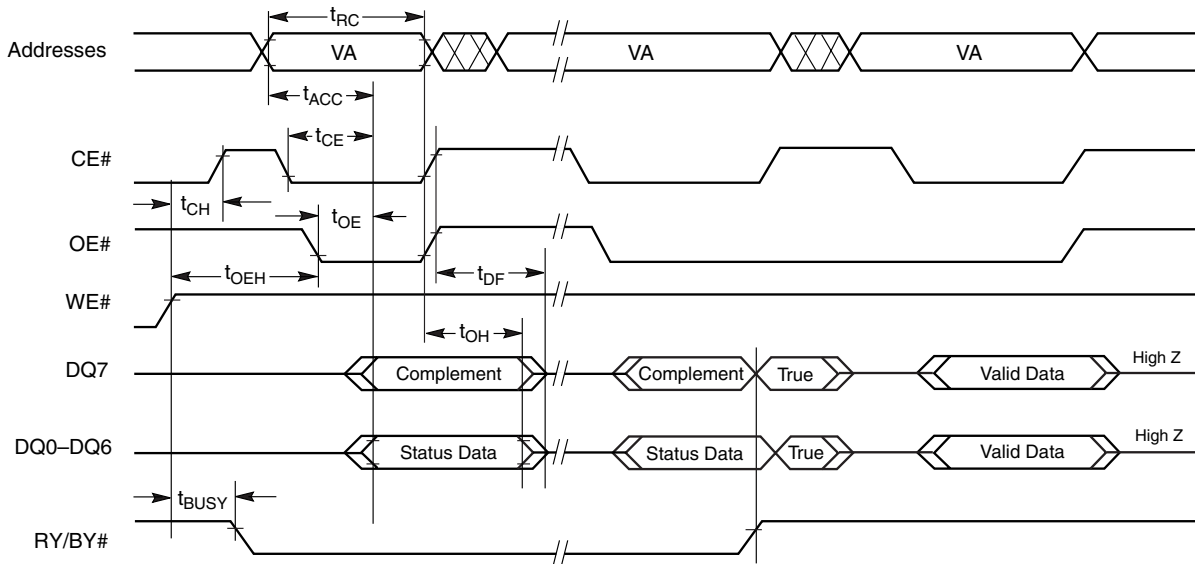 tRC
Addresses VA VA VA
tACC
tCE
CE#
tCH tOE
OE#
tOEH tDF
WE#
tOH
DQ7 Complement Complement True Valid Data High Z
DQ0–DQ6 Status Data Status Data True Valid Data High Z
tBUSY
RY/BY#